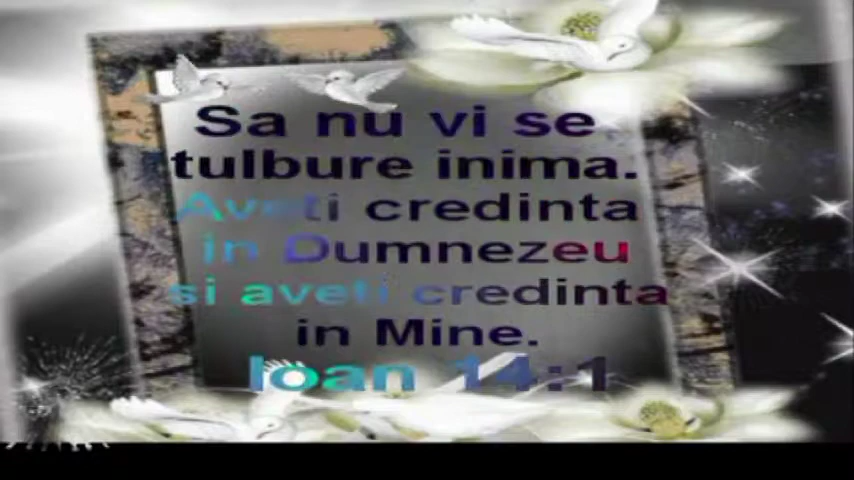 Sa nu vi se
tulbure inima.
Aveti credinta
in Dumnezeu
si aveti credinta
in Mine.
Ioan 14:1